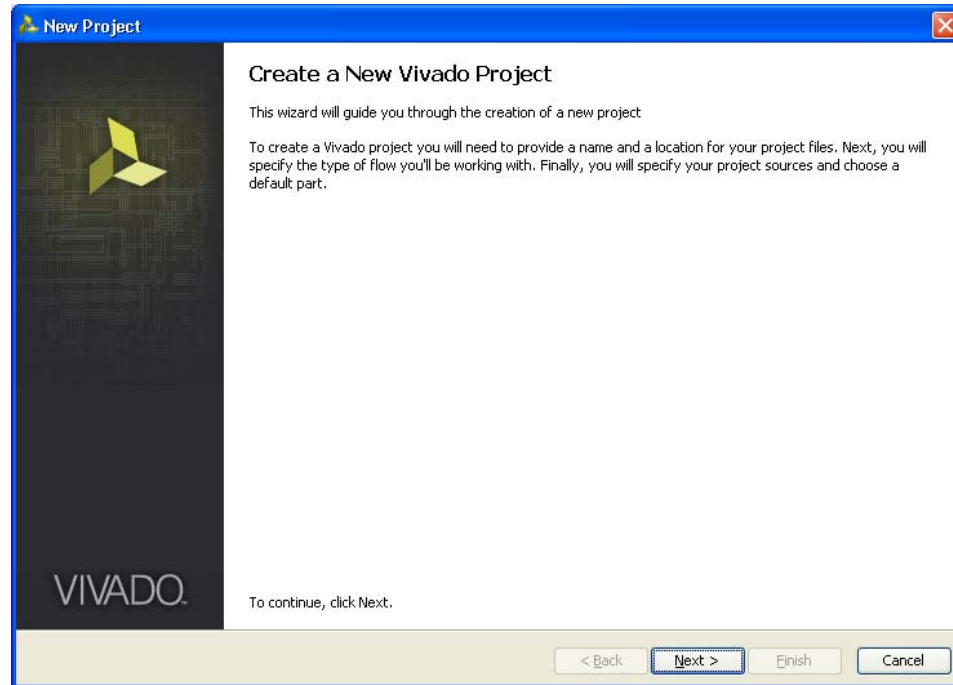 New Project
Create a New Vivado Project
This wizard will guide you through the creation of a new project
To create a Vivado project you will need to provide a name and a location for your project files. Next, you will
specify the type of flow you'll be working with. Finally, you will specify your project sources and choose a
default part.
VIVADO™
To continue, click Next.
< Back Next > Finish Cancel